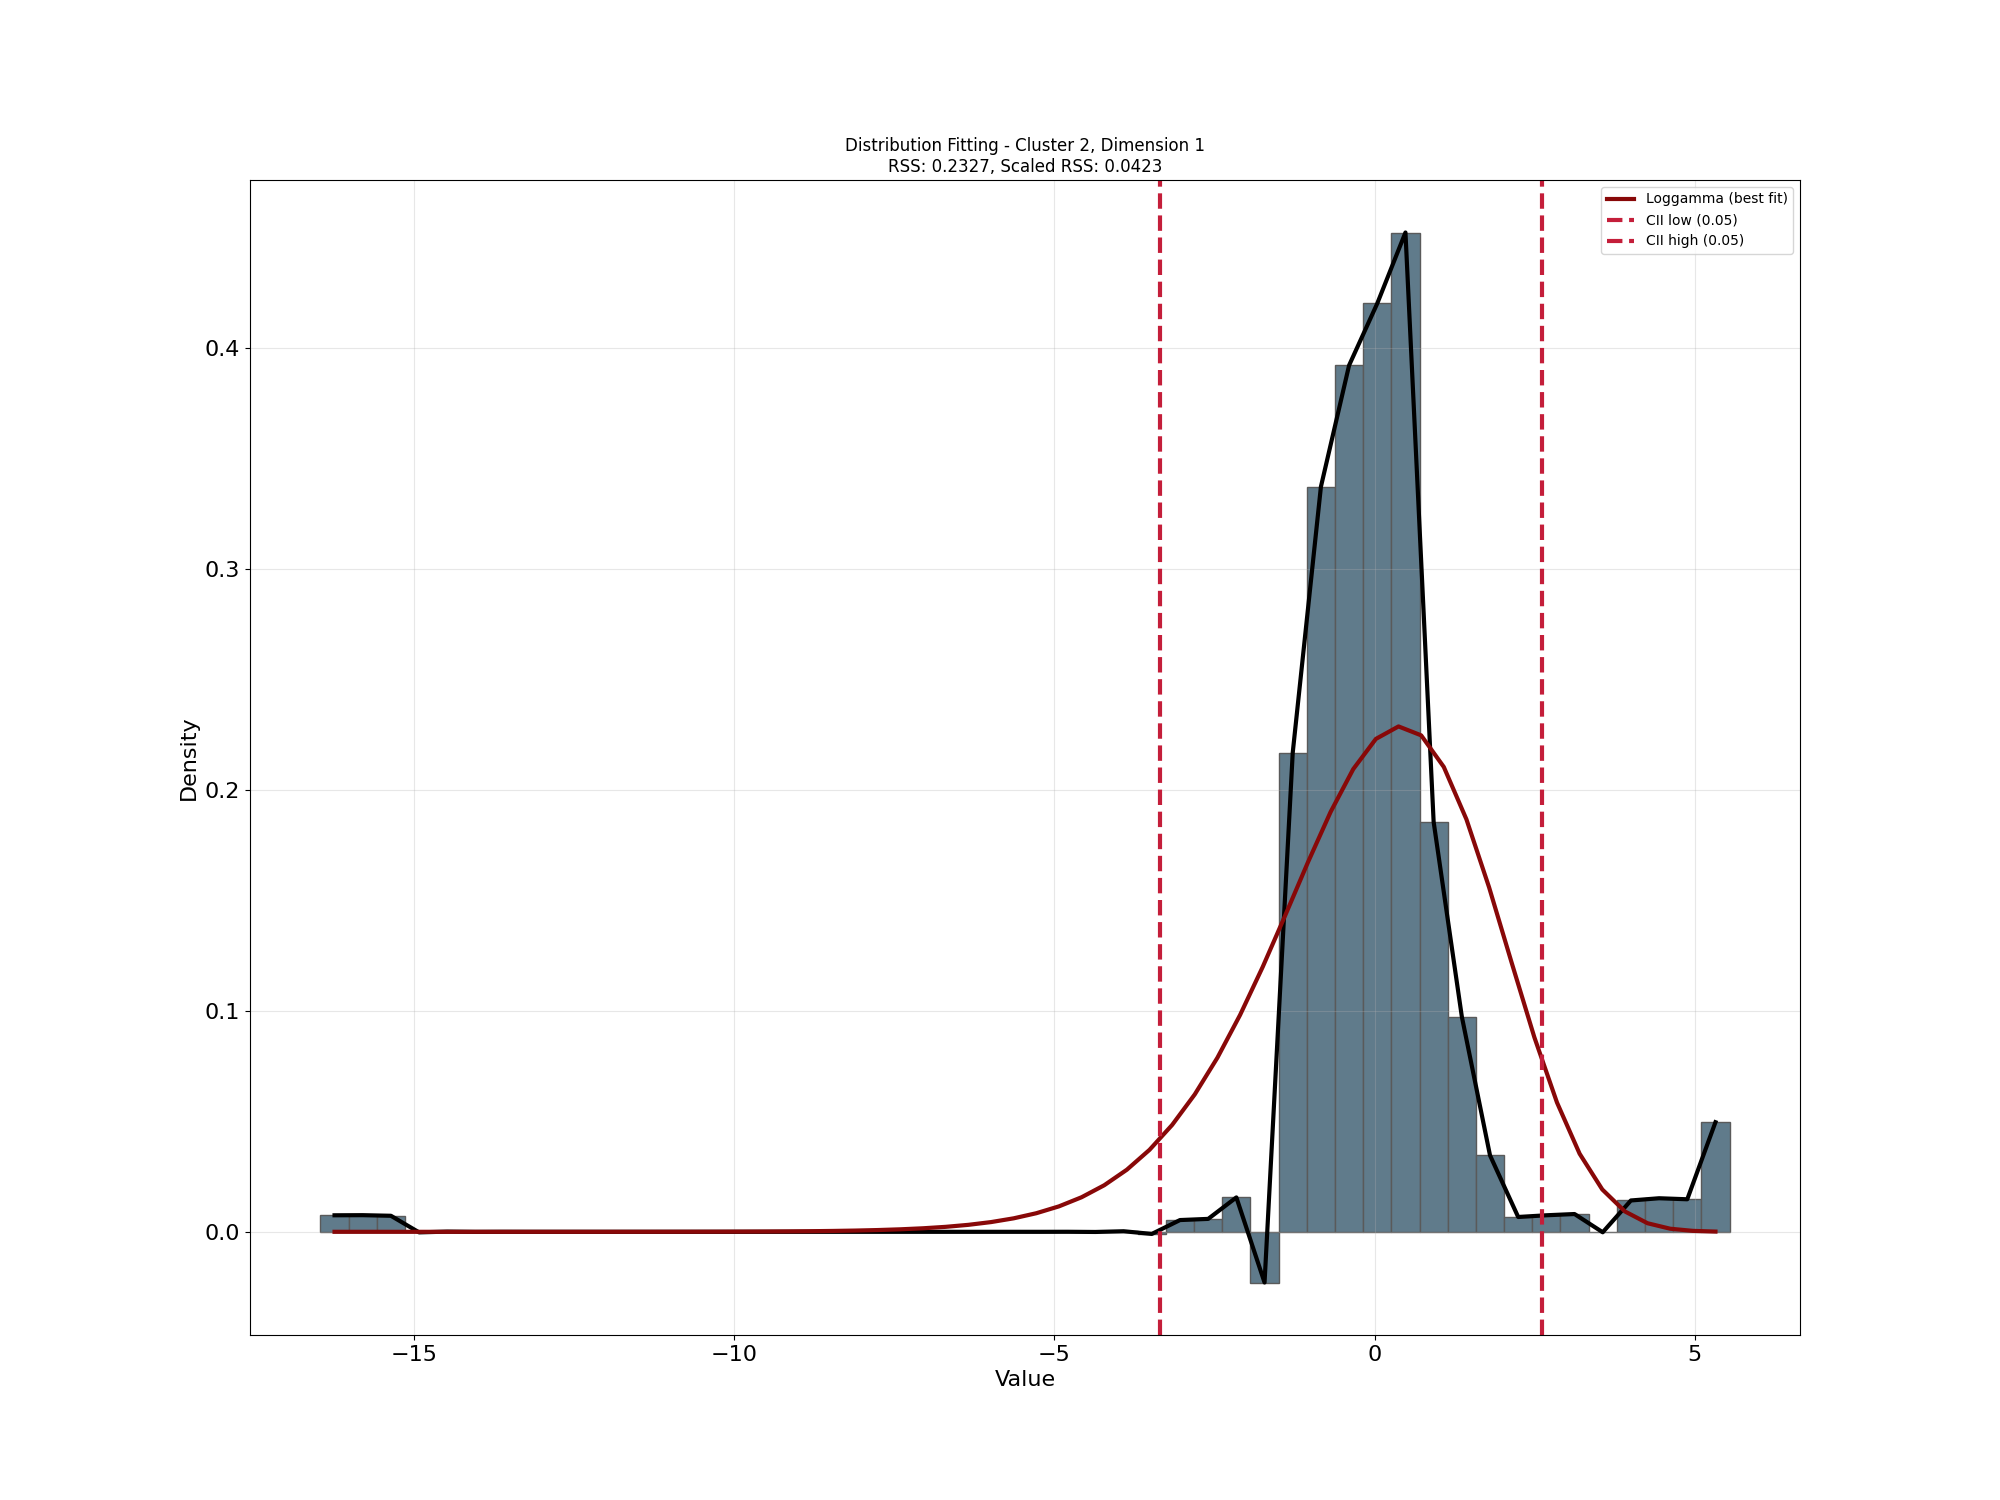 Distribution Fitting - Cluster 2, Dimension 1
RSS: 0.2327, Scaled RSS: 0.0423
Loggamma (best fit)
CII low (0.05)
CII high (0.05)
0.4
0.3
0.2
0.1
0.0
Density
−15 −10 −5 0 5
Value